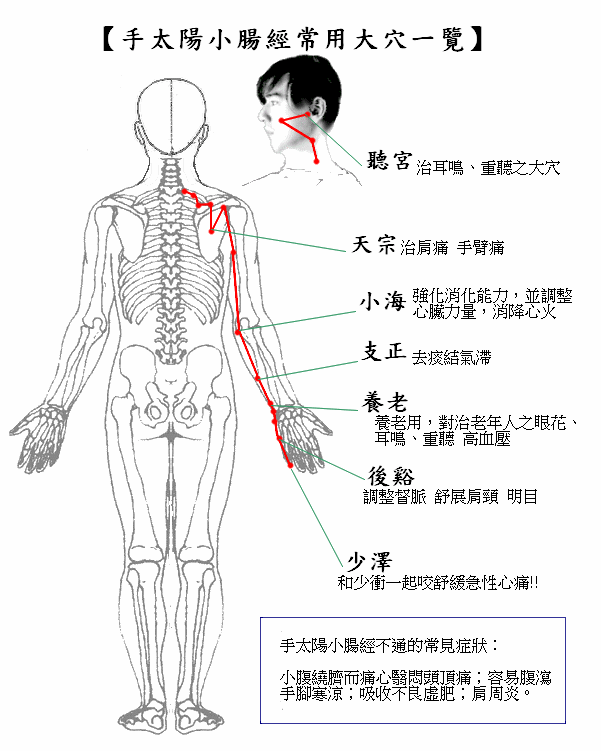 【手太陽小腸經常用大穴一覽】
聽宮 治耳鳴、重聽之大穴
天宗 治肩痛 手臂痛
小海 強化消化能力，並調整
心臟力量，消降心火
支正 去痰結氣滯
養老
養老用，對治老年人之眼花、
耳鳴、重聽 高血壓
後谿
調整督脈 舒展肩頸 明目
少澤
和少衝一起咬舒緩急性心痛!!
手太陽小腸經不通的常見症狀：
小腹繞臍而痛心醫悶頭頂痛；容易腹瀉
手腳寒涼；吸收不良虛肥；肩周炎。